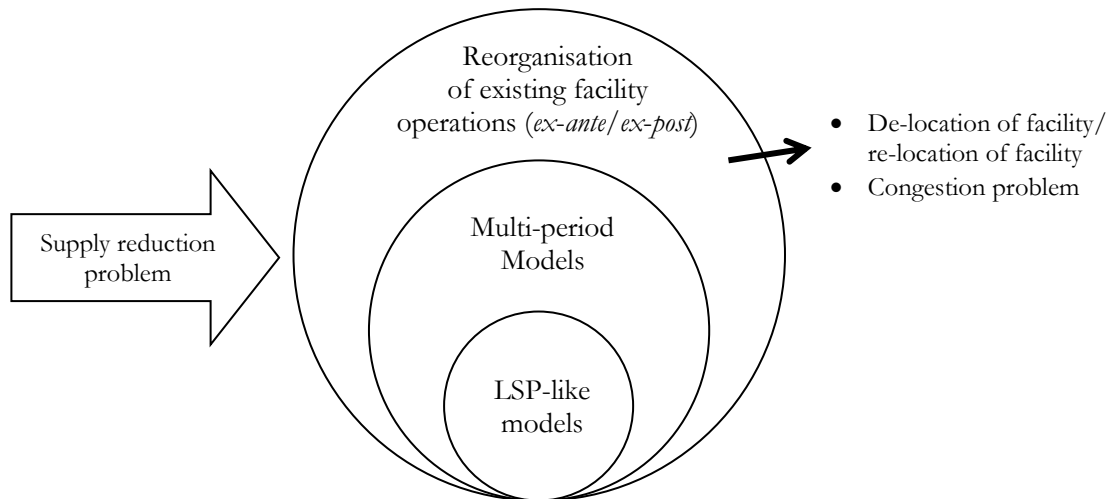 Reorganisation
of existing facility
operations (ex-ante/ex-post)
• De-location of facility/
re-location of facility
• Congestion problem
Multi-period
Models
Supply reduction
problem
LSP-like
models